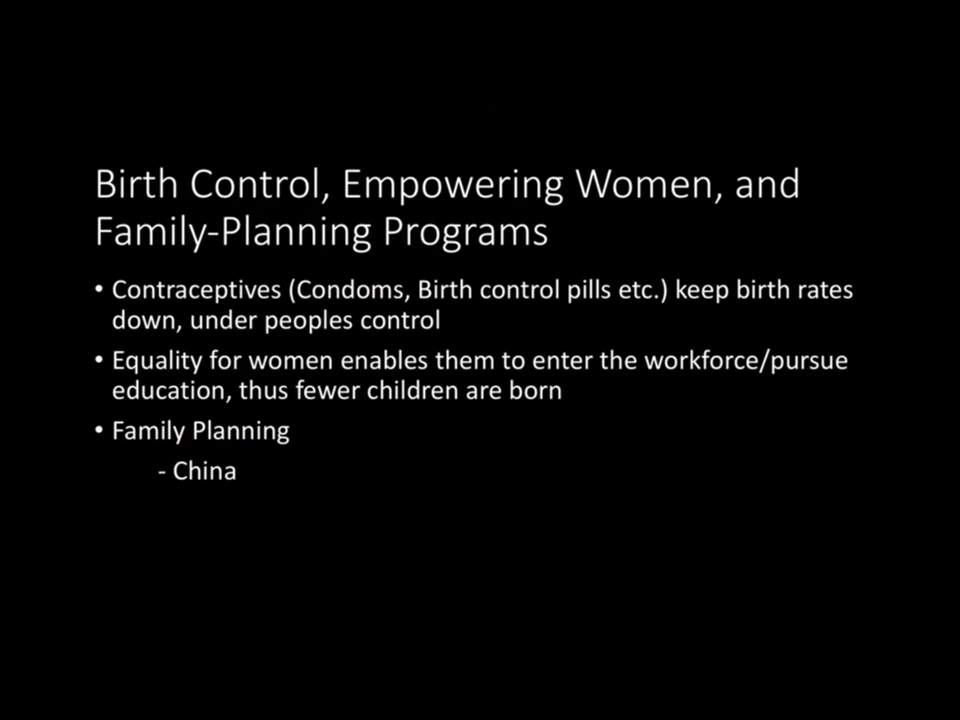 Birth Control, Empowering Women, and
Family-Planning Programs
• Contraceptives (Condoms, Birth control pills etc.) keep birth rates
down, under peoples control
• Equality for women enables them to enter the workforce/pursue
education, thus fewer children are born
• Family Planning
- China